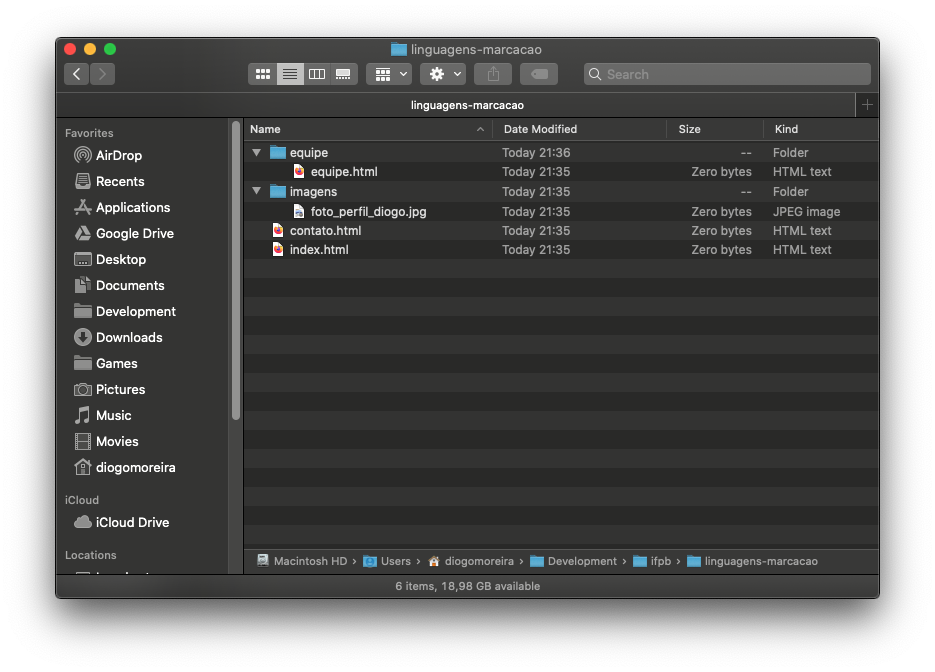 linguagens-marcacao
Search
linguagens-marcacao
Favorites
AirDrop
Recents
Applications
Google Drive
Desktop
Documents
Development
Downloads
Games
Pictures
Music
Movies
diogomoreira
iCloud
iCloud Drive
Locations
Name Date Modified Size Kind
equipe Today 21:36 -- Folder
equipe.html Today 21:35 Zero bytes HTML text
imagens Today 21:35 -- Folder
foto_perfil_diogo.jpg Today 21:35 Zero bytes JPEG image
contato.html Today 21:35 Zero bytes HTML text
index.html Today 21:35 Zero bytes HTML text
Macintosh HD › Users › diogomoreira › Development › ifpb › linguagens-marcacao
6 items, 18,98 GB available